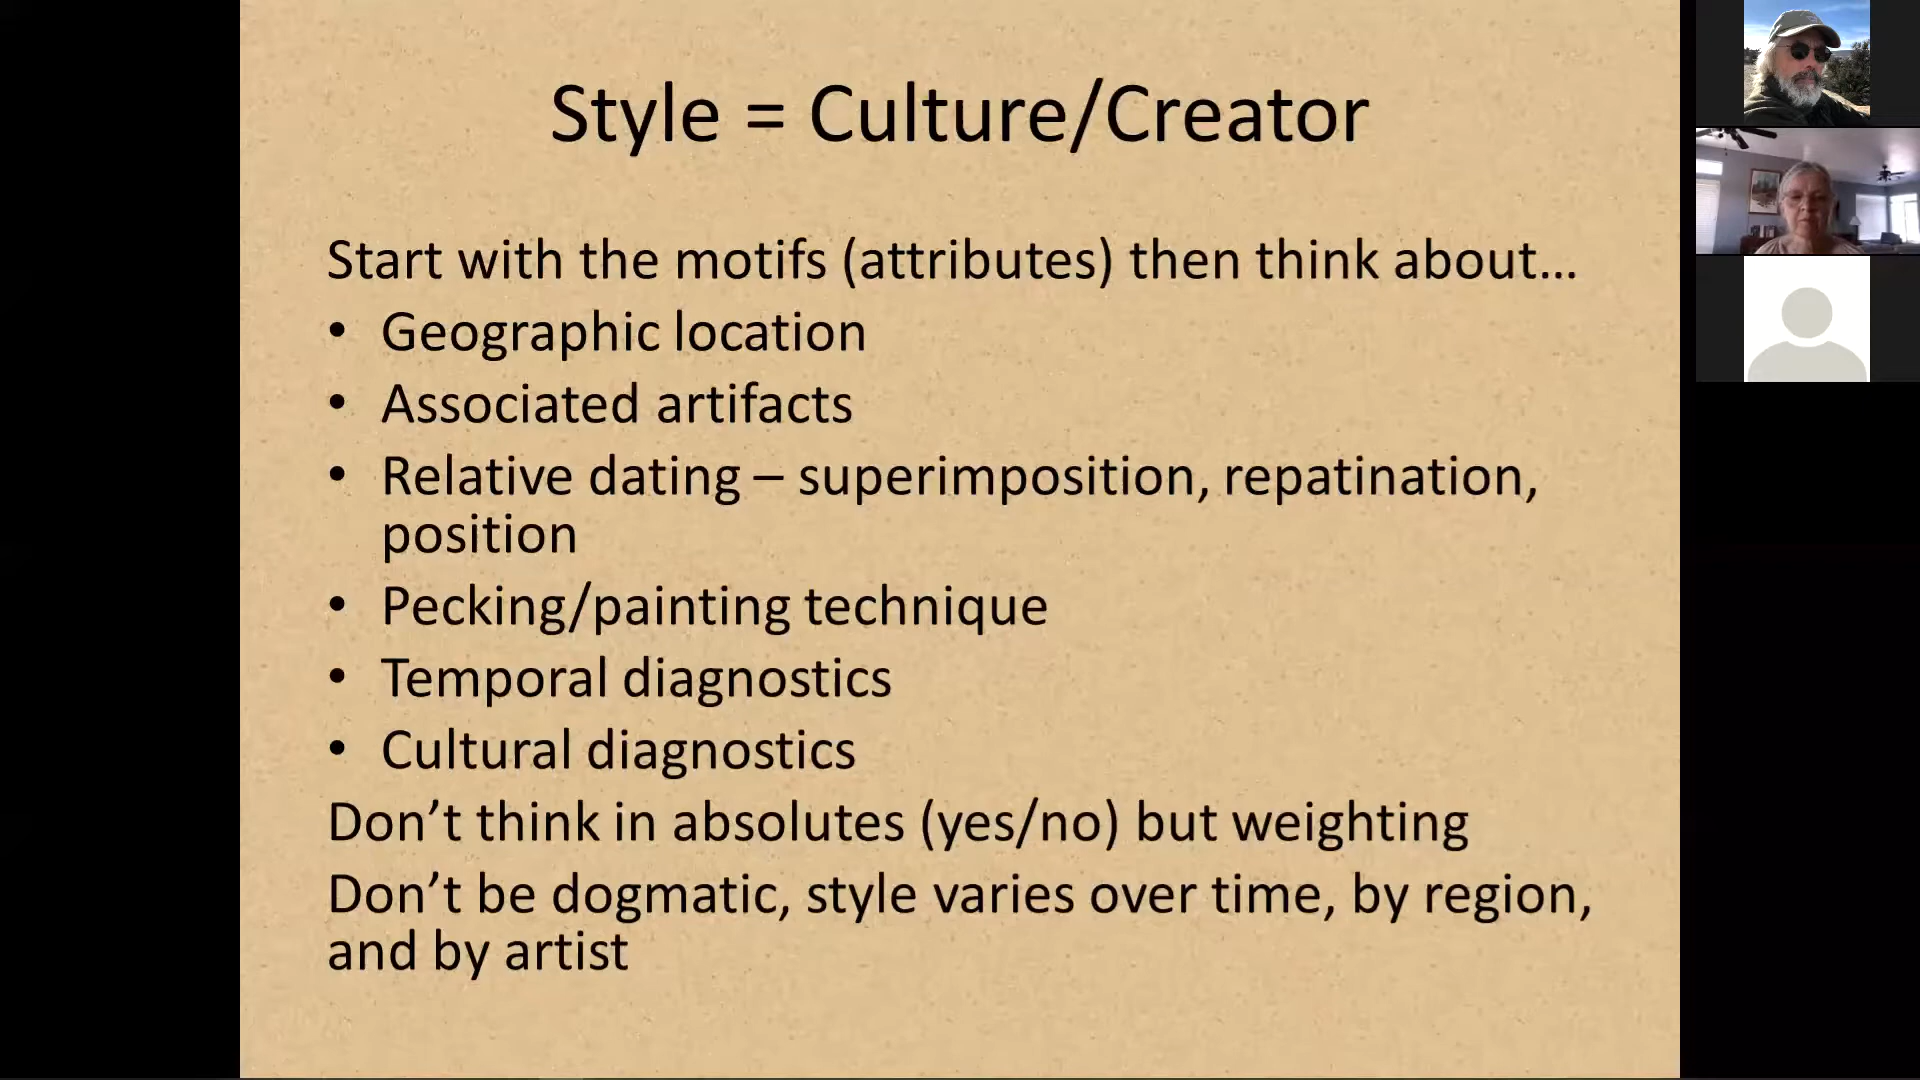 Style = Culture/Creator
Start with the motifs (attributes) then think about…
• Geographic location
• Associated artifacts
• Relative dating – superimposition, repatination,
position
• Pecking/painting technique
• Temporal diagnostics
• Cultural diagnostics
Don’t think in absolutes (yes/no) but weighting
Don’t be dogmatic, style varies over time, by region,
and by artist